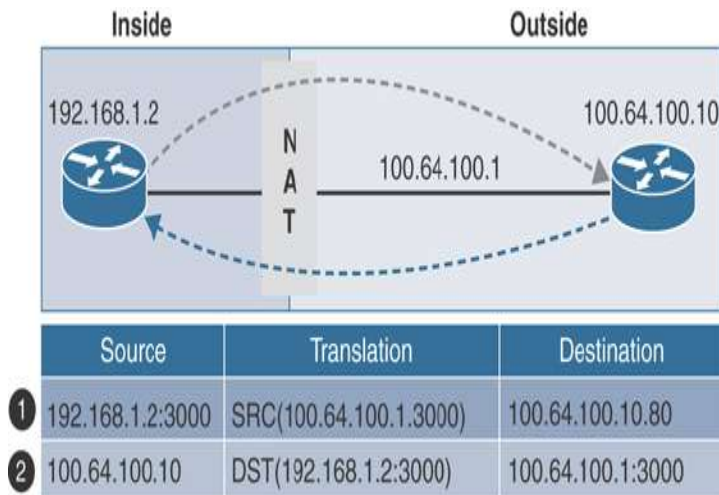 Inside Outside
192.168.1.2 100.64.100.10
N
A
T
100.64.100.1
Source Translation Destination
1 192.168.1.2:3000 SRC(100.64.100.1.3000) 100.64.100.10.80
2 100.64.100.10 DST(192.168.1.2:3000) 100.64.100.1:3000